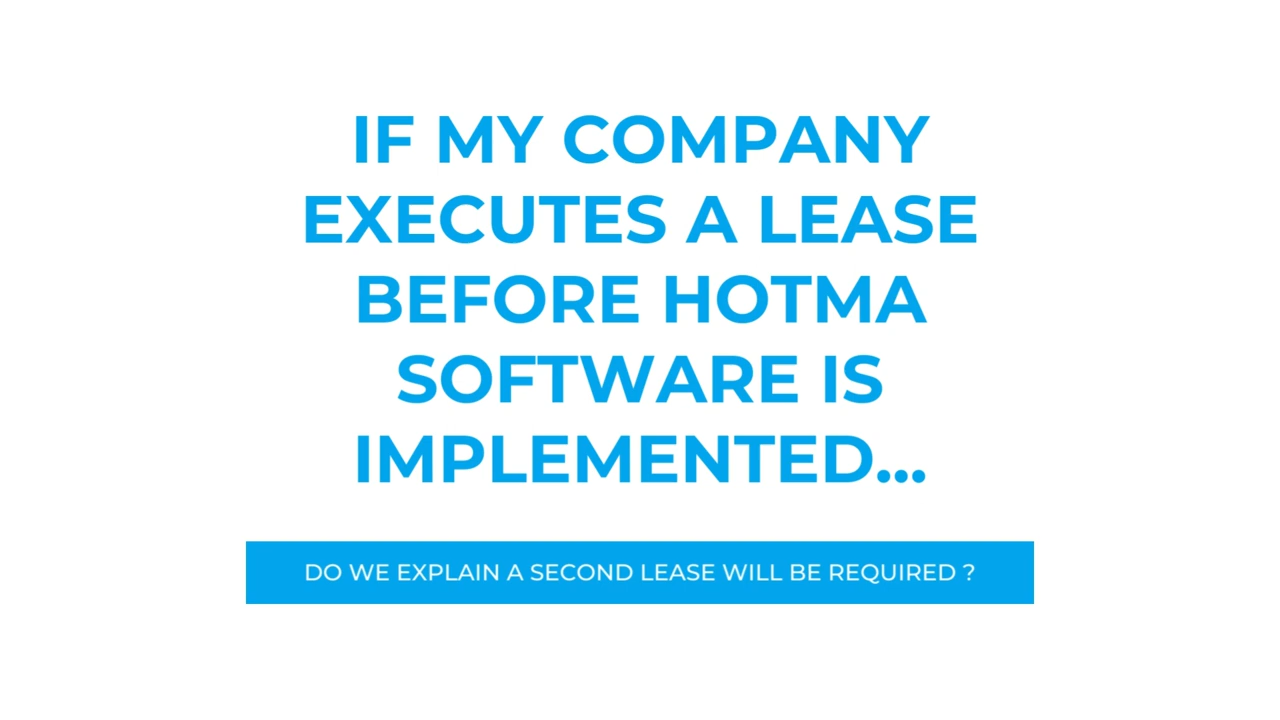 IF MY COMPANY
EXECUTES A LEASE
BEFORE HOTMA
SOFTWARE IS
IMPLEMENTED...
DO WE EXPLAIN A SECOND LEASE WILL BE REQUIRED ?